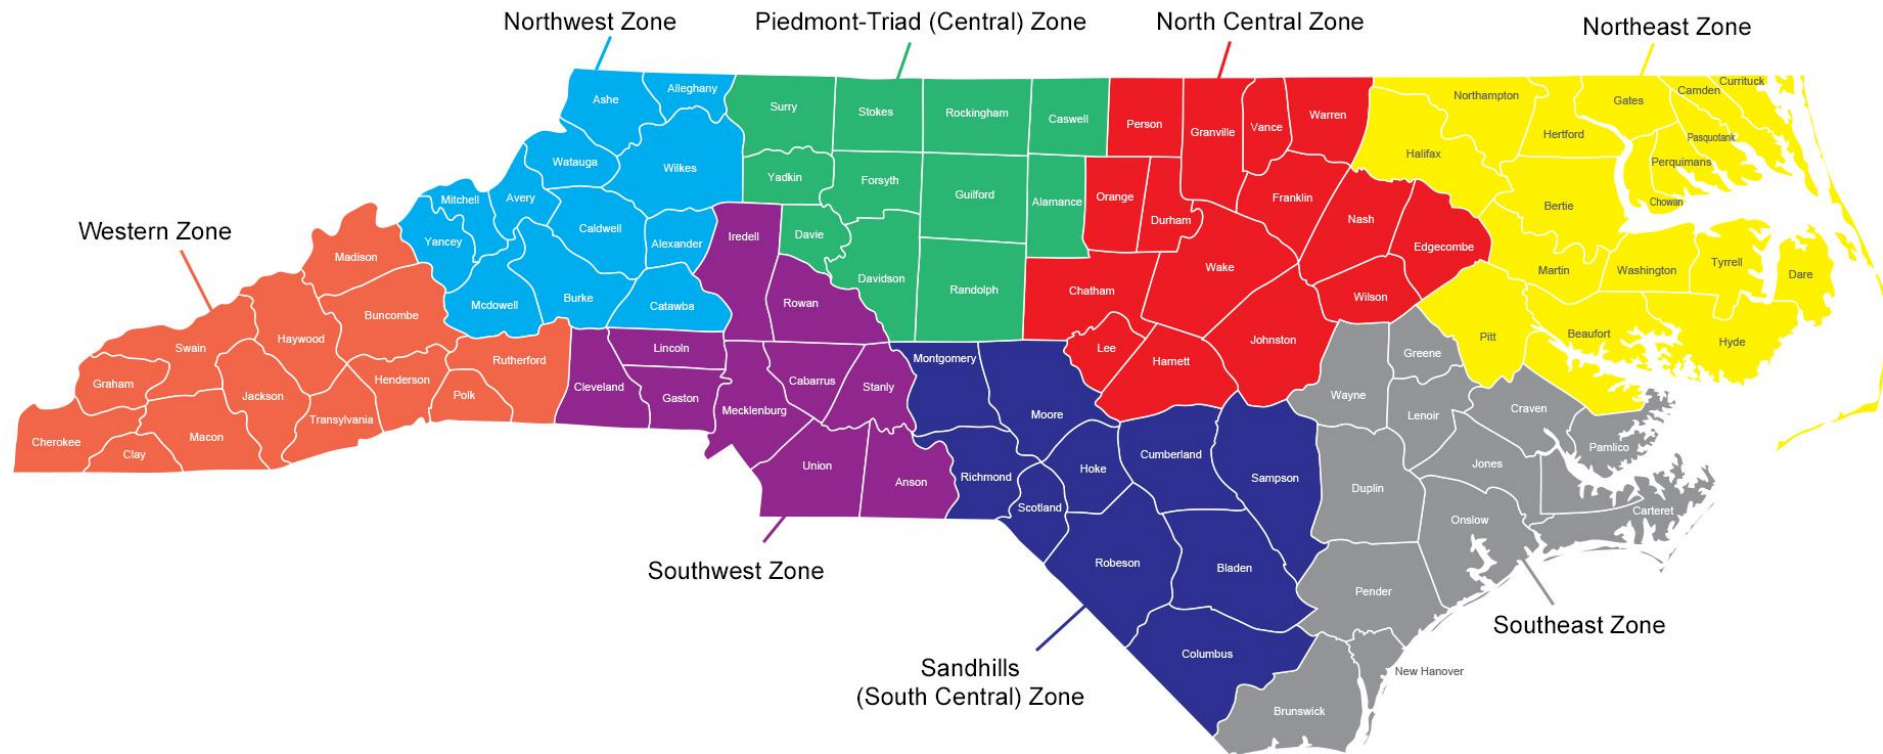 Northwest Zone
Piedmont-Triad (Central) Zone
North Central Zone
Northeast Zone
Western Zone
Southwest Zone
Sandhills
(South Central) Zone
Southeast Zone
Ashe
Alleghany
Watauga
Wilkes
Mitchell
Avery
Yancey
Caldwell
Alexander
Mcdowell
Burke
Catawba
Surry
Stokes
Rockingham
Caswell
Yadkin
Forsyth
Guilford
Alamance
Davie
Davidson
Randolph
Person
Granville
Vance
Warren
Orange
Durham
Franklin
Nash
Edgecombe
Chatham
Wake
Wilson
Lee
Harnett
Johnston
Northampton
Gates
Camden
Currituck
Hertford
Pasquotank
Halifax
Perquimans
Chowan
Bertie
Martin
Washington
Tyrrell
Dare
Pitt
Beaufort
Hyde
Madison
Buncombe
Haywood
Swain
Graham
Rutherford
Henderson
Polk
Jackson
Transylvania
Cherokee
Macon
Clay
Iredell
Rowan
Lincoln
Cleveland
Gaston
Cabarrus
Stanly
Mecklenburg
Union
Anson
Montgomery
Moore
Richmond
Hoke
Cumberland
Sampson
Scotland
Robeson
Bladen
Columbus
Greene
Wayne
Lenoir
Craven
Pamlico
Jones
Duplin
Onslow
Carteret
Pender
New Hanover
Brunswick